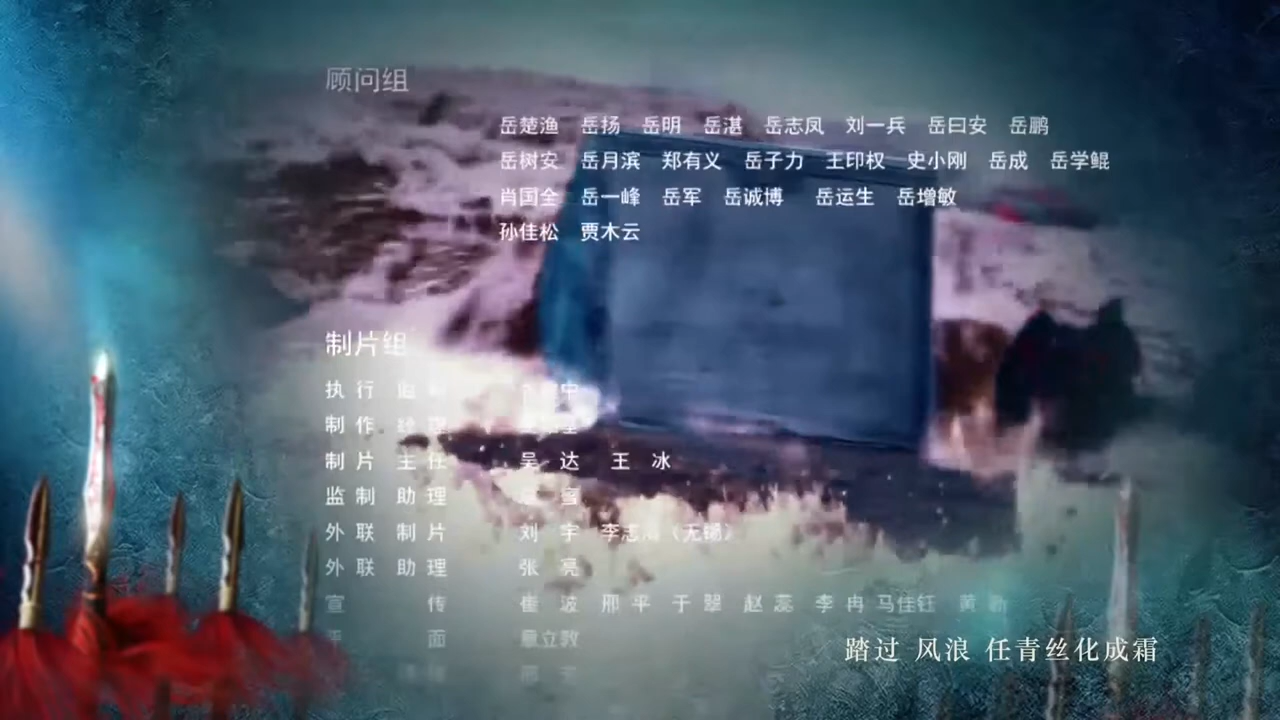 顾问组
岳楚渔 岳扬 岳明 岳湛 岳志凤 刘一兵 岳曰安 岳鹏
岳树安 岳月滨 郑有义 岳子力 王印权 史小刚 岳成 岳学鲲
肖国全 岳一峰 岳军 岳诚博 岳运生 岳增敏
孙佳松 贾木云
制片组
执行
制作
制片 主任 吴 达 王 冰
监制 助理
外联 制片 刘 宇
外联 助理 张 亮
宣 传 崔 坡 邢 平 于 翠 赵 蕊 李 冉 马佳钰 黄
面 章立教
踏过 风浪 任青丝化成霜